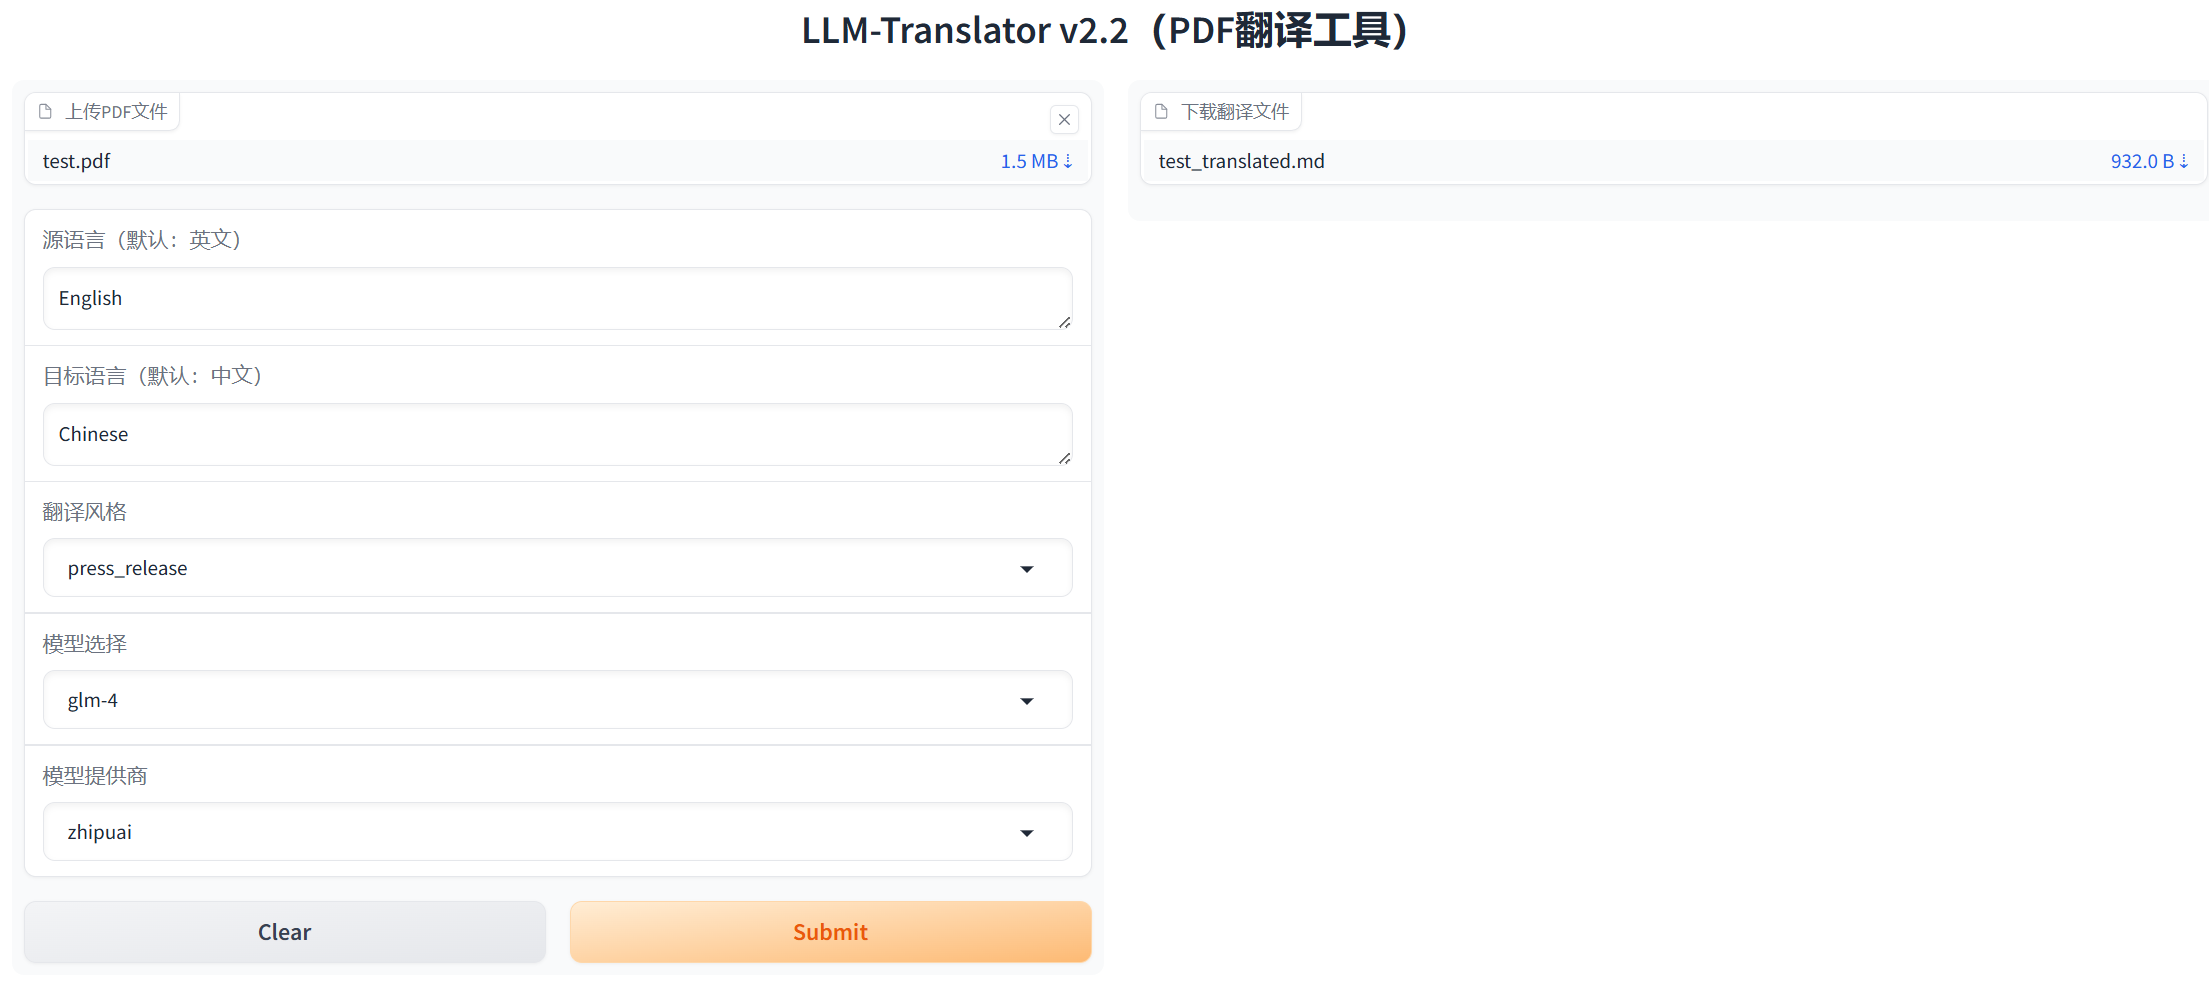 LLM-Translator v2.2（PDF翻译工具）
上传PDF文件
test.pdf
1.5 MB ⇣
源语言（默认：英文）
English
目标语言（默认：中文）
Chinese
翻译风格
press_release
模型选择
glm-4
模型提供商
zhipuai
Clear
Submit
下载翻译文件
test_translated.md
932.0 B ⇣